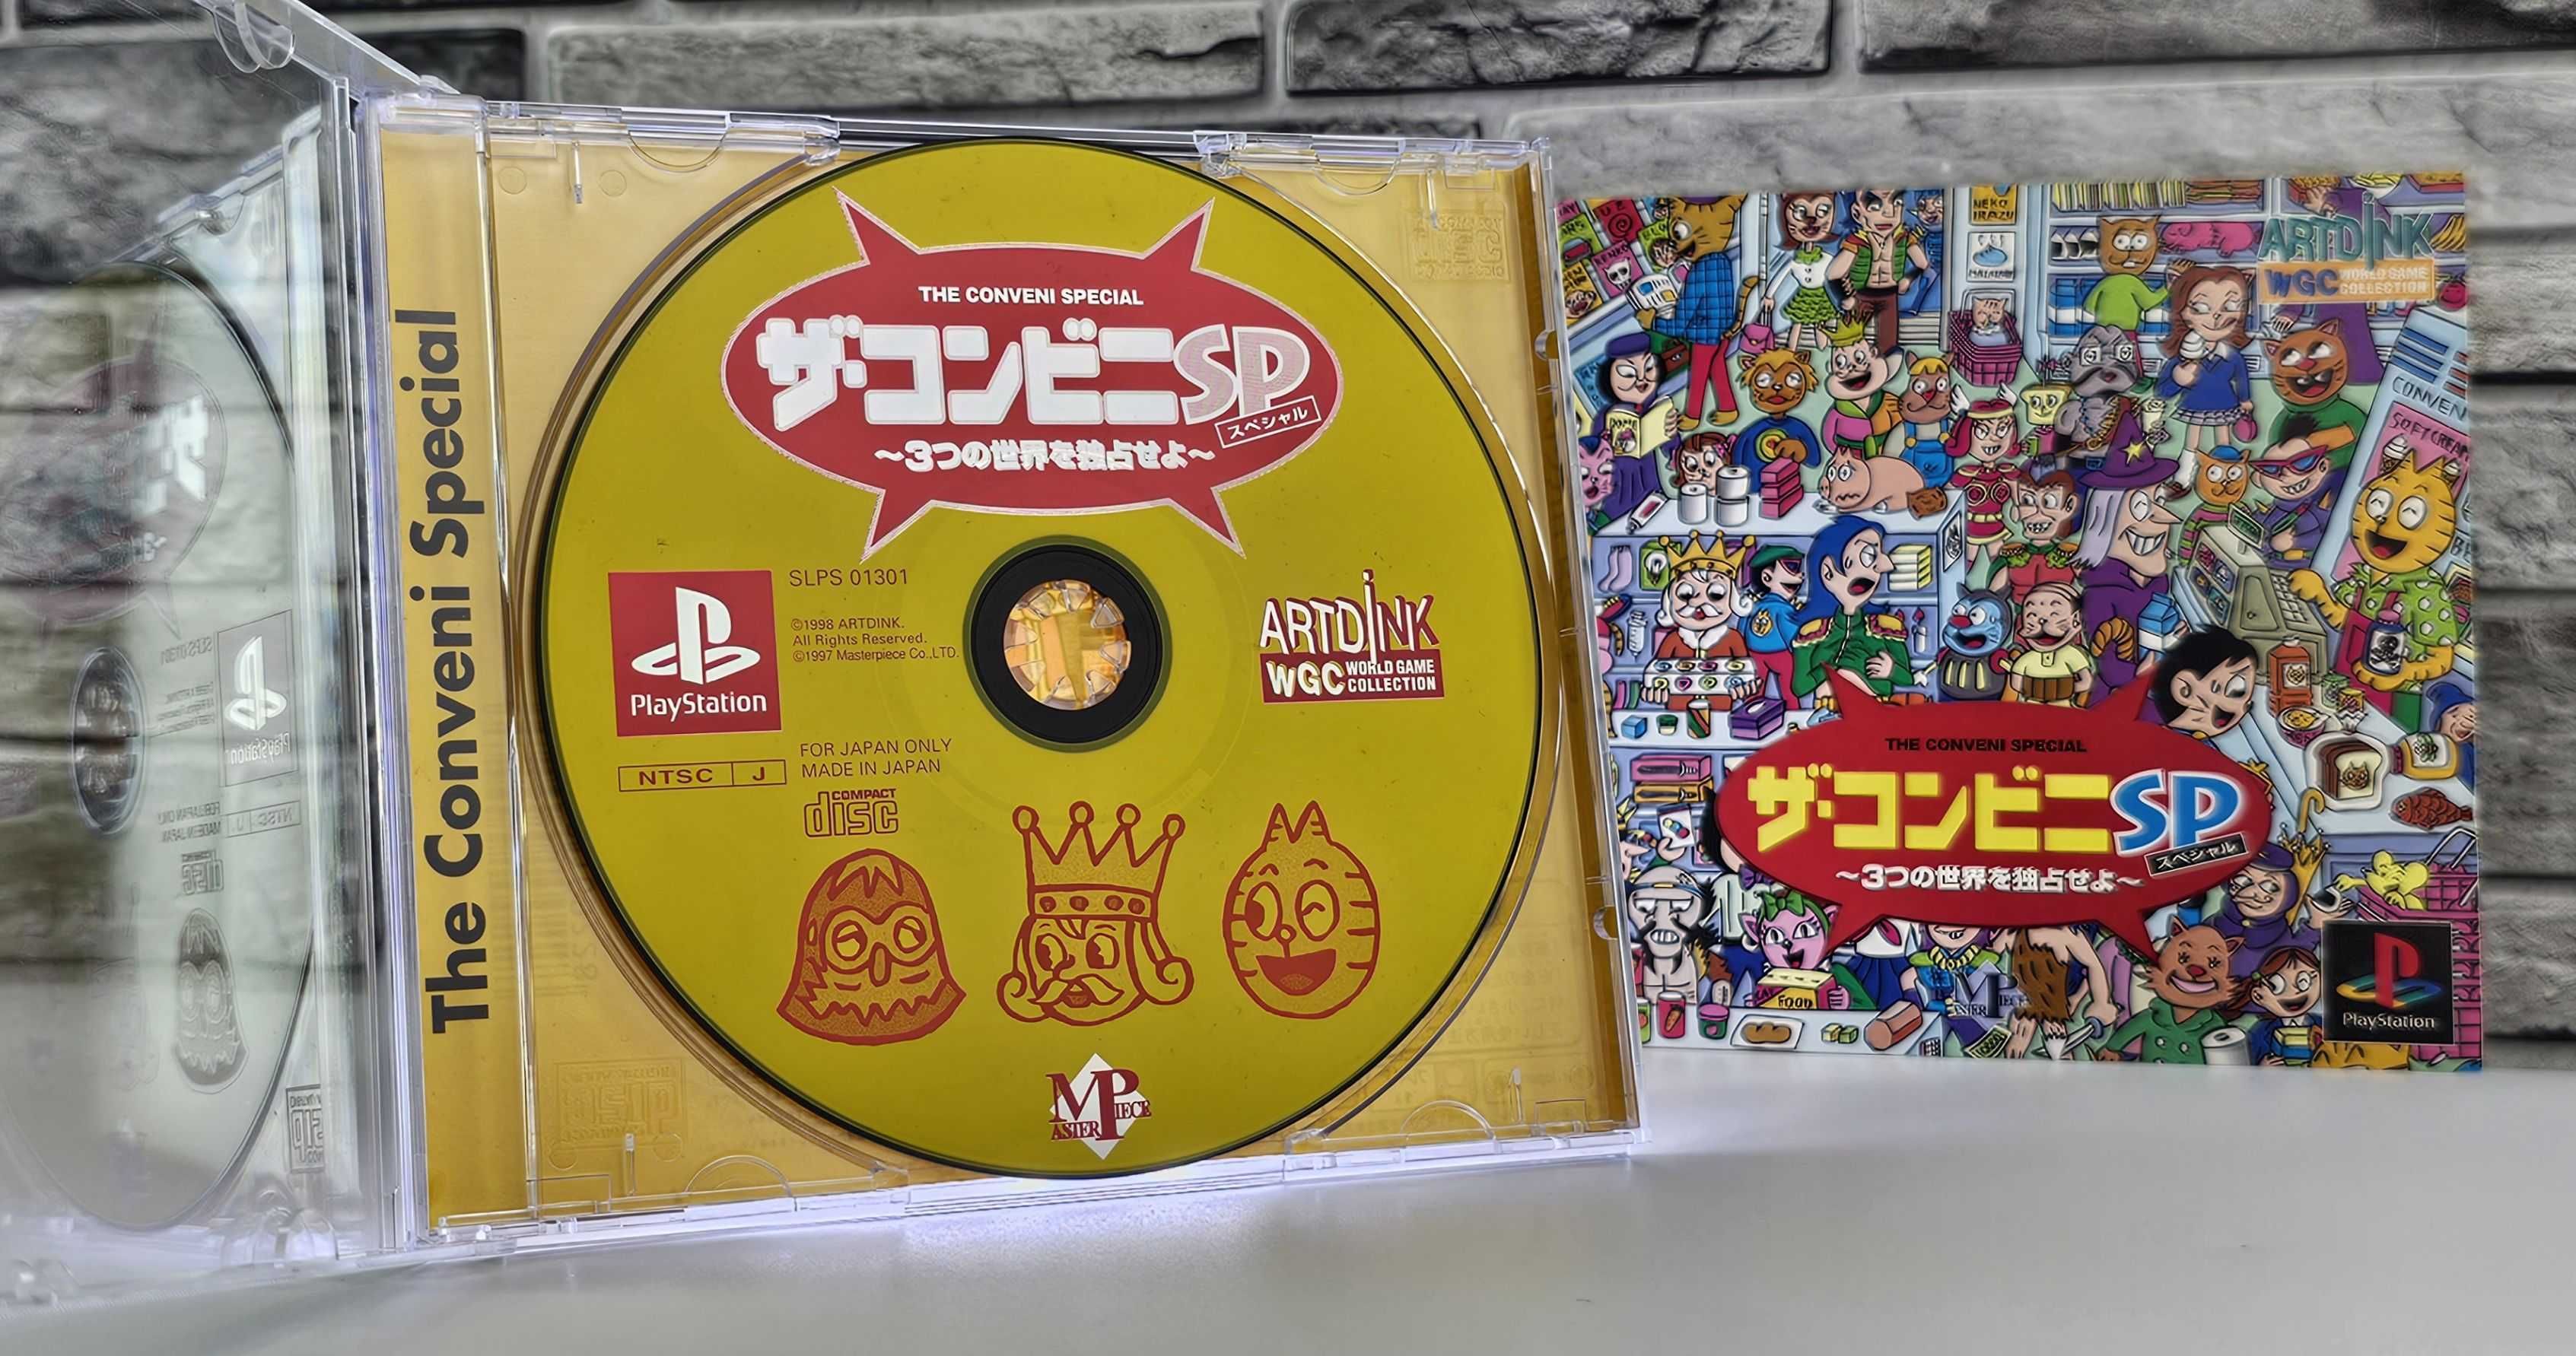 The Conveni Special
THE CONVENI SPECIAL
ザ・コンビニSP
スペシャル
～3つの世界を独占せよ～
PlayStation
NTSC J
SLPS 01301
©1998 ARTDINK.
All Rights Reserved.
©1997 Masterpiece Co.,LTD.
FOR JAPAN ONLY
MADE IN JAPAN
COMPACT
disc
ARTDINK
WGC WORLD GAME
COLLECTION
MASTER PIECE
NEKO
IRAZU
ARTDINK
WGC WORLD GAME
COLLECTION
CONVEN
SOFT CREAM
THE CONVENI SPECIAL
ザ・コンビニSP
スペシャル
～3つの世界を独占せよ～
FOOD
PlayStation